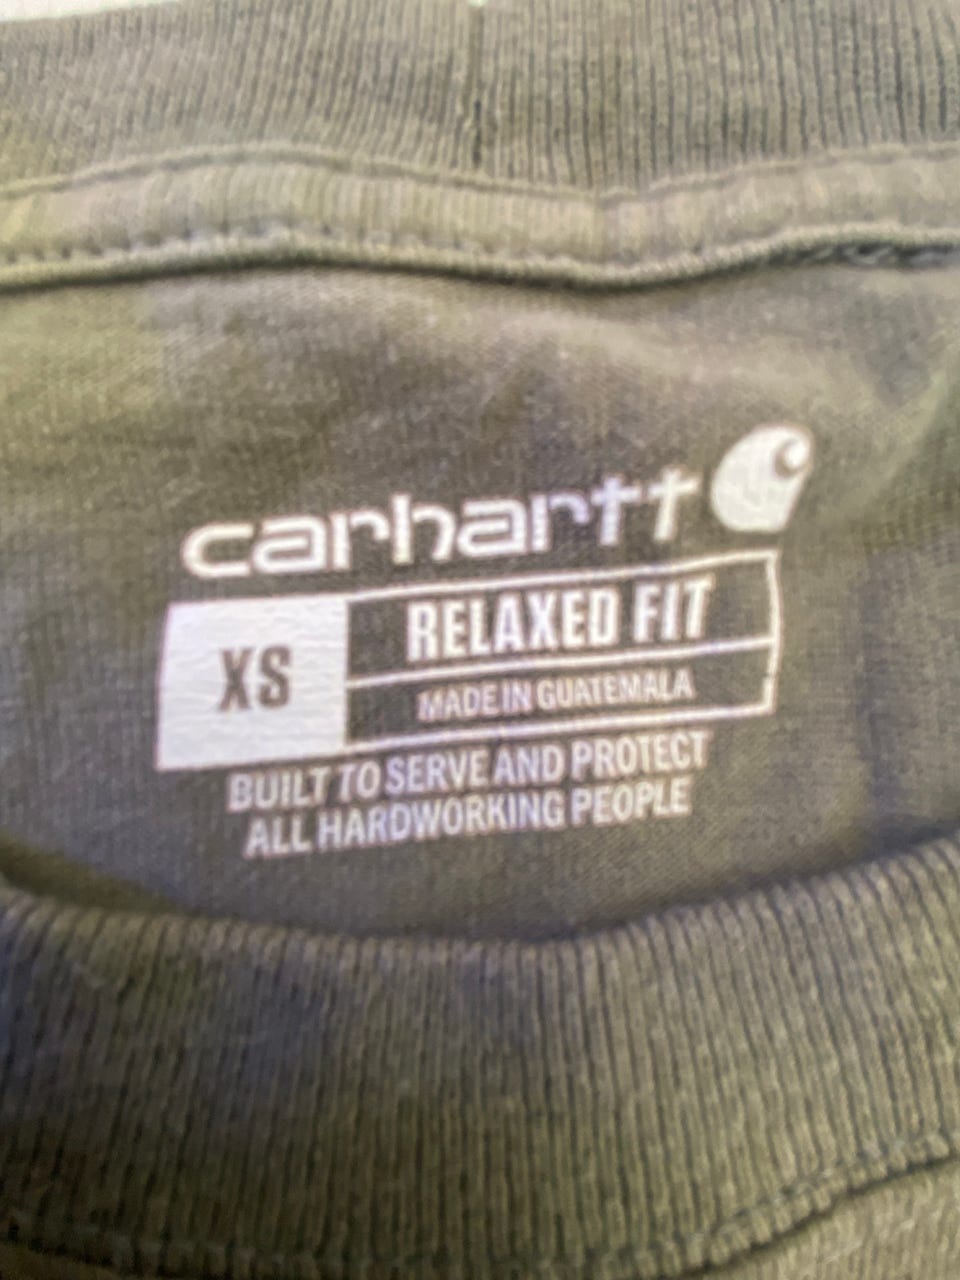 carhartt
XS
RELAXED FIT
MADE IN GUATEMALA
BUILT TO SERVE AND PROTECT
ALL HARDWORKING PEOPLE